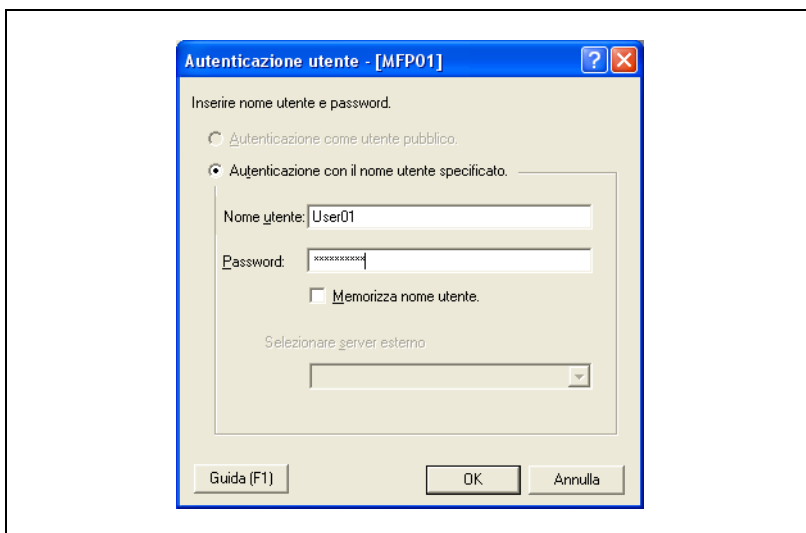 Autenticazione utente - [MFP01]
Inserire nome utente e password.
Autenticazione come utente pubblico.
Autenticazione con il nome utente specificato.
Nome utente: User01
Password: **********
Memorizza nome utente.
Selezionare server esterno
Guida (F1) OK Annulla